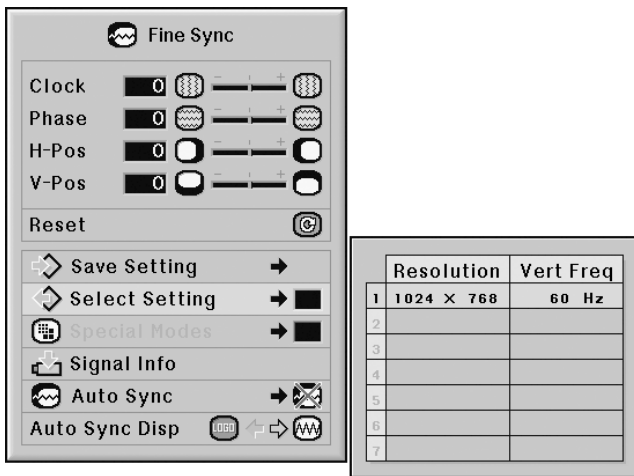 Fine Sync
Clock 0 - +
Phase 0 - +
H-Pos 0 - +
V-Pos 0 - +
Reset
Save Setting
Select Setting
Special Modes
Signal Info
Auto Sync
Auto Sync Disp LOGO
Resolution Vert Freq
1 1024 × 768 60 Hz
2
3
4
5
6
7